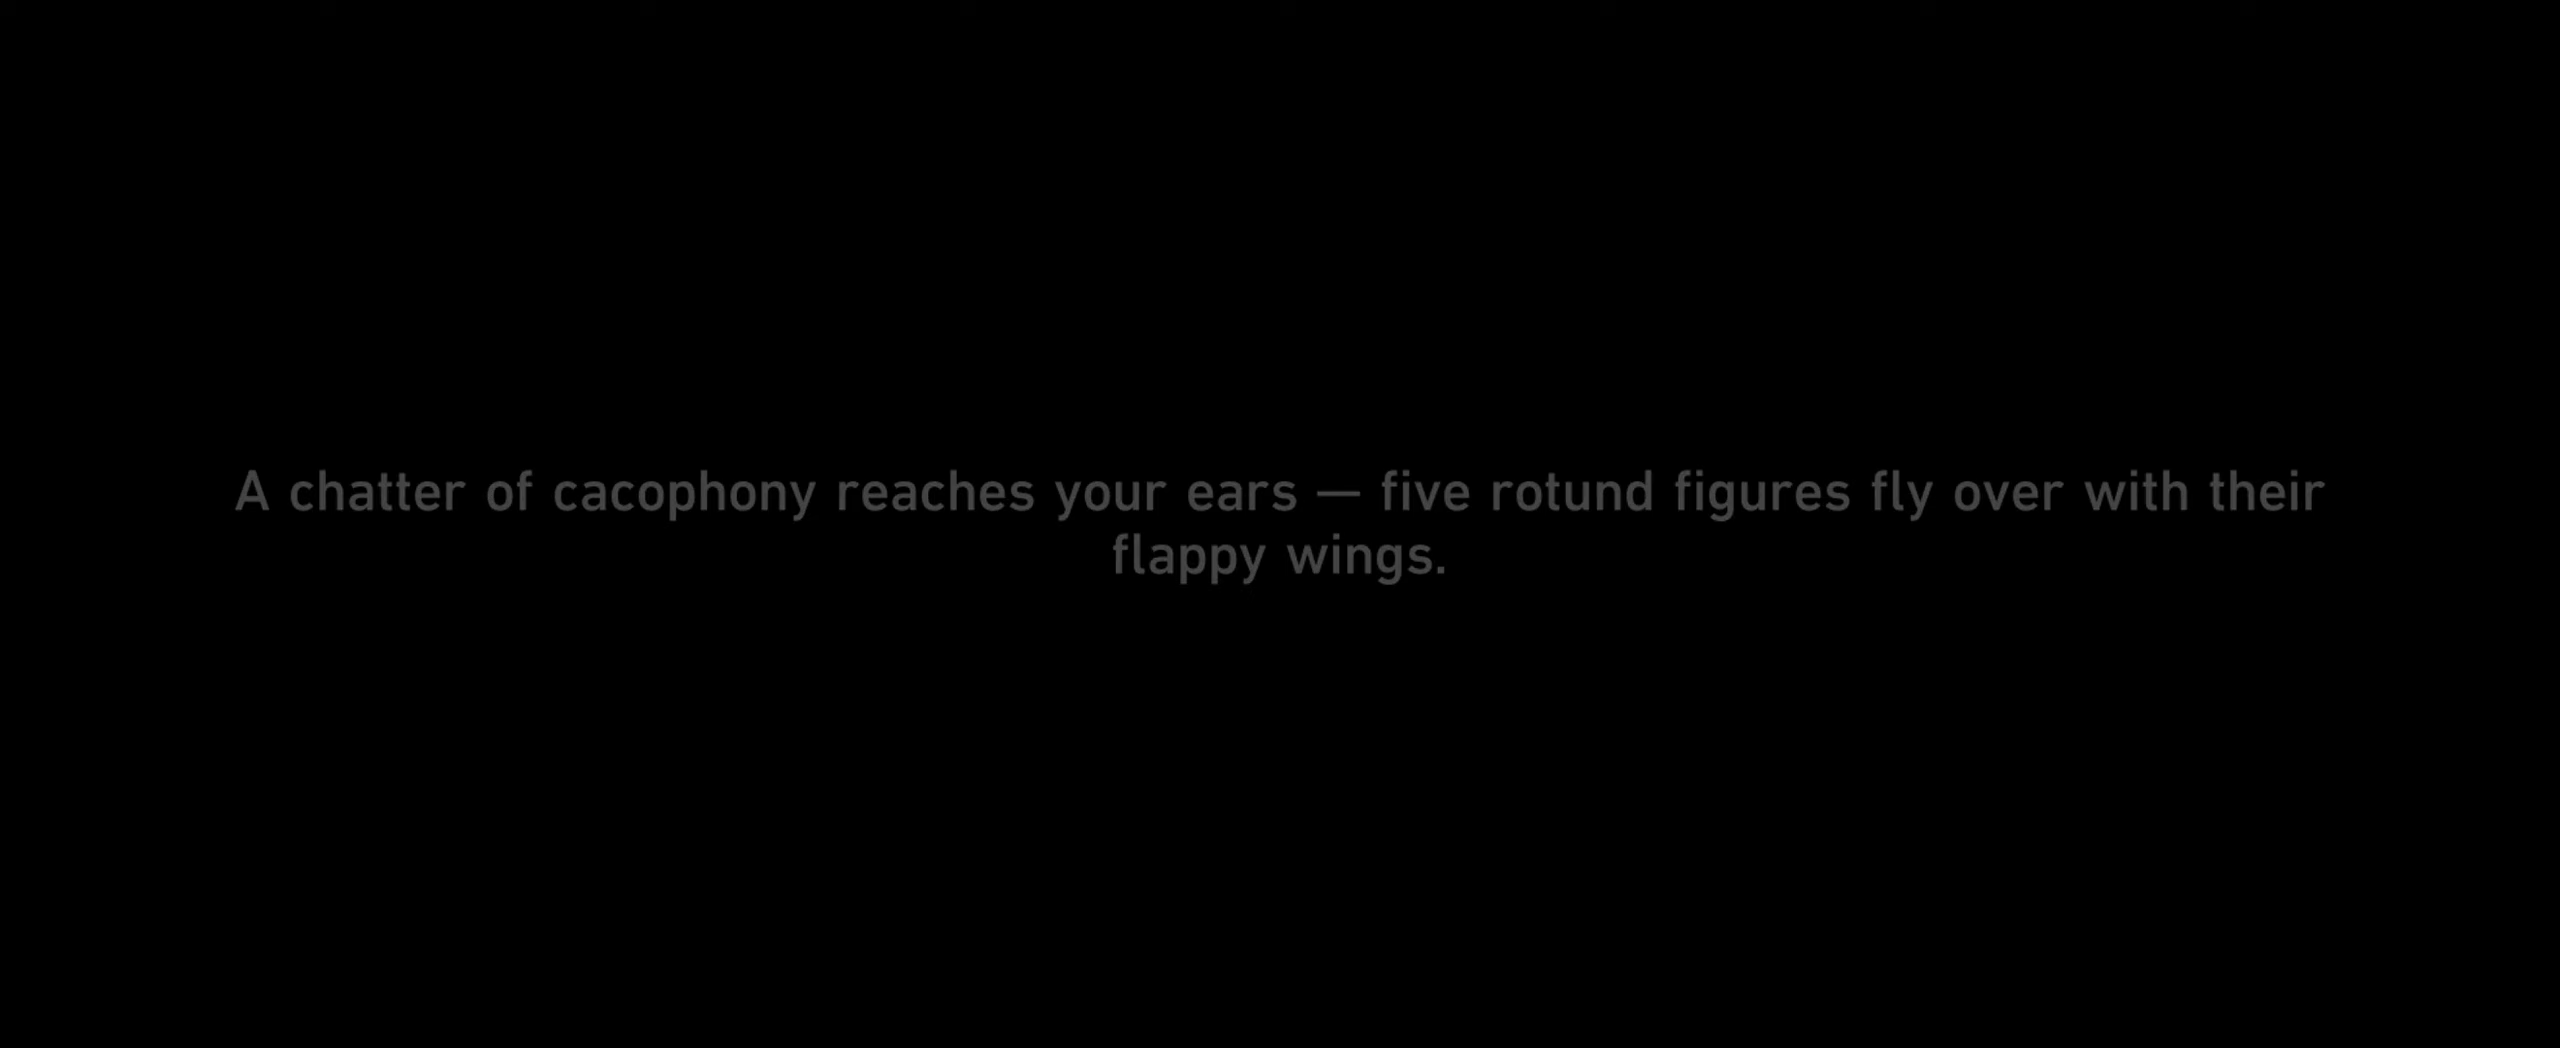 A chatter of cacophony reaches your ears — five rotund figures fly over with their
flappy wings.